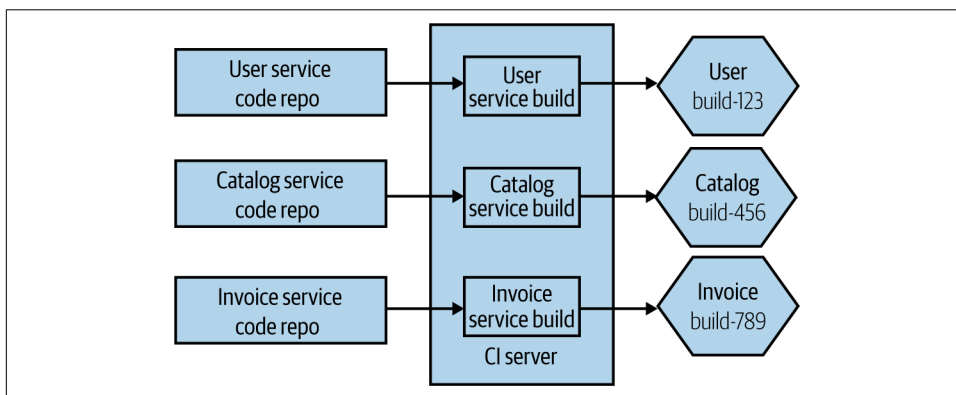 User service
code repo
User
service build
User
build-123
Catalog service
code repo
Catalog
service build
Catalog
build-456
Invoice service
code repo
Invoice
service build
Invoice
build-789
CI server